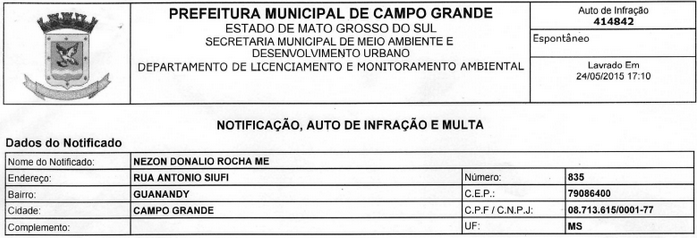 PREFEITURA MUNICIPAL DE CAMPO GRANDE
ESTADO DE MATO GROSSO DO SUL
SECRETARIA MUNICIPAL DE MEIO AMBIENTE E
DESENVOLVIMENTO URBANO
DEPARTAMENTO DE LICENCIAMENTO E MONITORAMENTO AMBIENTAL
Auto de Infração
414842
Espontâneo
Lavrado Em
24/05/2015 17:10
NOTIFICAÇÃO, AUTO DE INFRAÇÃO E MULTA
Dados do Notificado
Nome do Notificado: NEZON DONALIO ROCHA ME
Endereço: RUA ANTONIO SIUFI Número: 835
Bairro: GUANANDY C.E.P.: 79086400
Cidade: CAMPO GRANDE C.P.F / C.N.P.J: 08.713.615/0001-77
Complemento: UF: MS